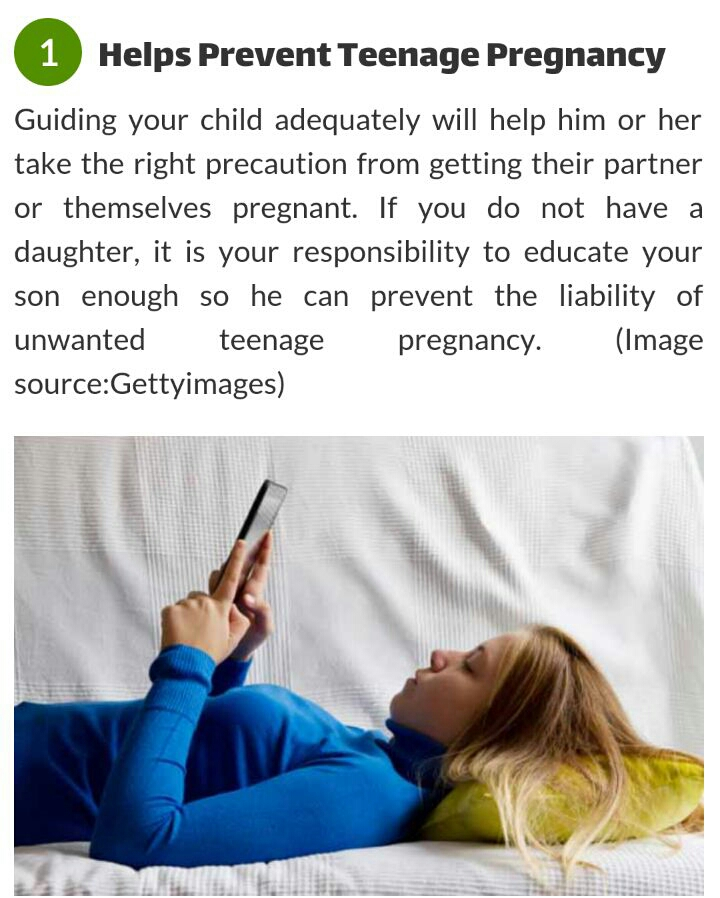 1 Helps Prevent Teenage Pregnancy
Guiding your child adequately will help him or her
take the right precaution from getting their partner
or themselves pregnant. If you do not have a
daughter, it is your responsibility to educate your
son enough so he can prevent the liability of
unwanted teenage pregnancy. (Image
source:Gettyimages)